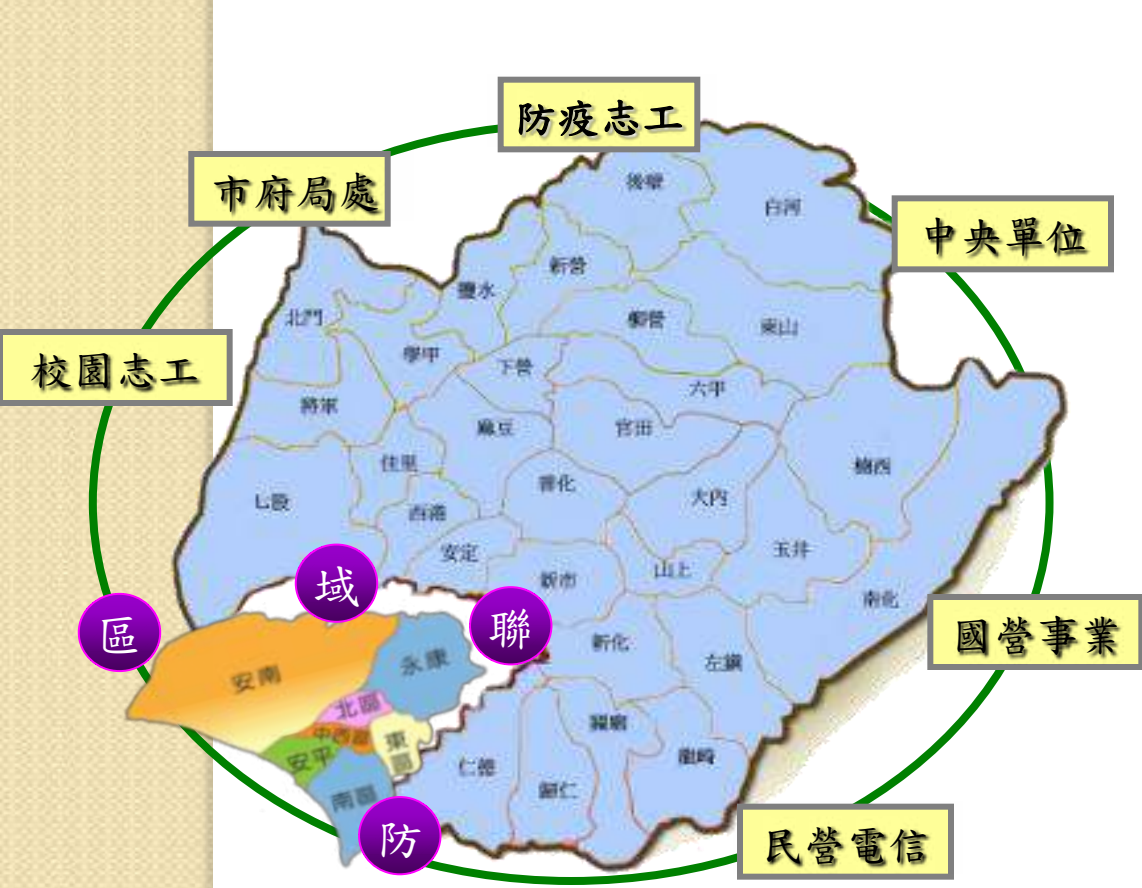 防疫志工
市府局處
中央單位
校園志工
國營事業
民營電信
區
域
聯
防
後壁
白河
新營
鹽水
北門
柳營
東山
學甲
下營
六甲
將軍
麻豆
官田
楠西
佳里
善化
大內
七股
西港
安定
玉井
新市
山上
南化
新化
左鎮
安南
永康
北區
中西區
東區
安平
南區
仁德
歸仁
關廟
龍崎